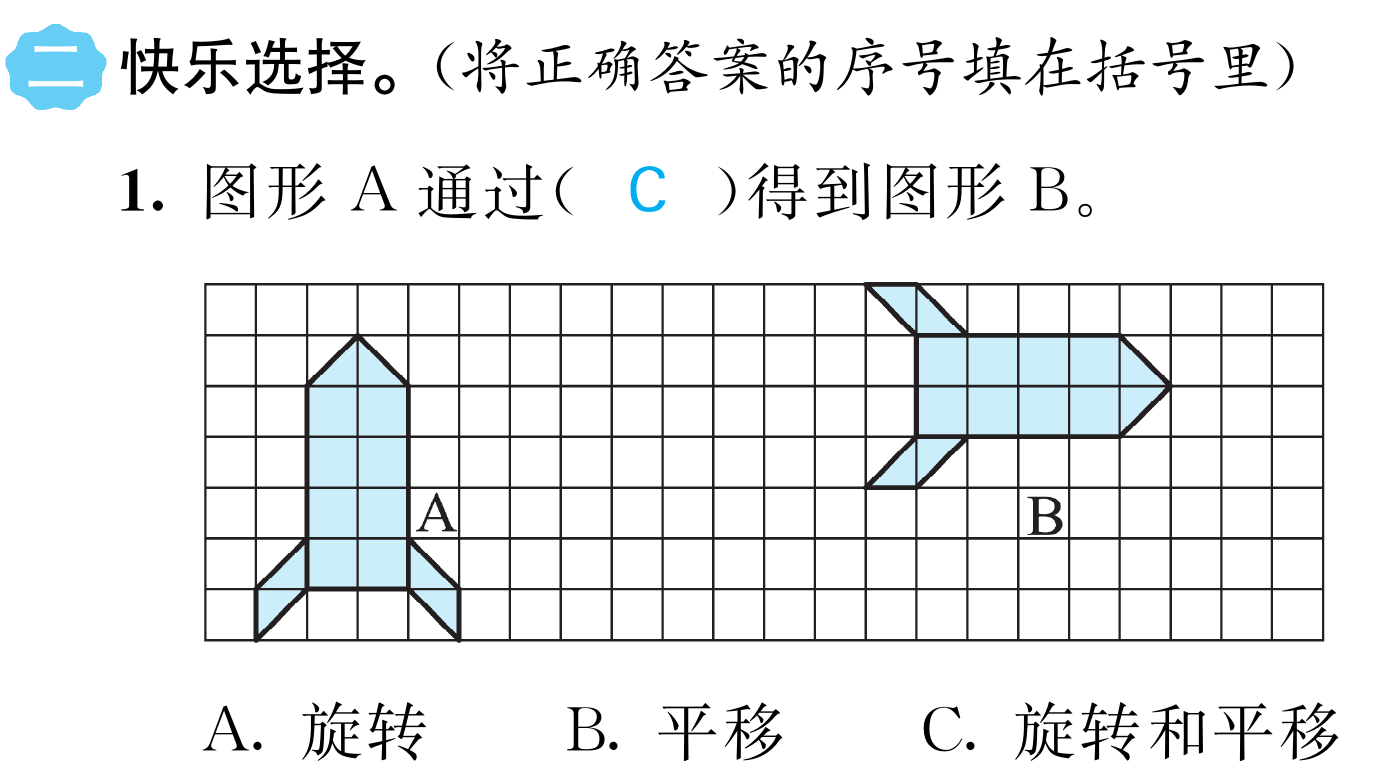 二 快乐选择。(将正确答案的序号填在括号里)
1. 图形 A 通过( C )得到图形 B。
A
B
A. 旋转 B. 平移 C. 旋转和平移